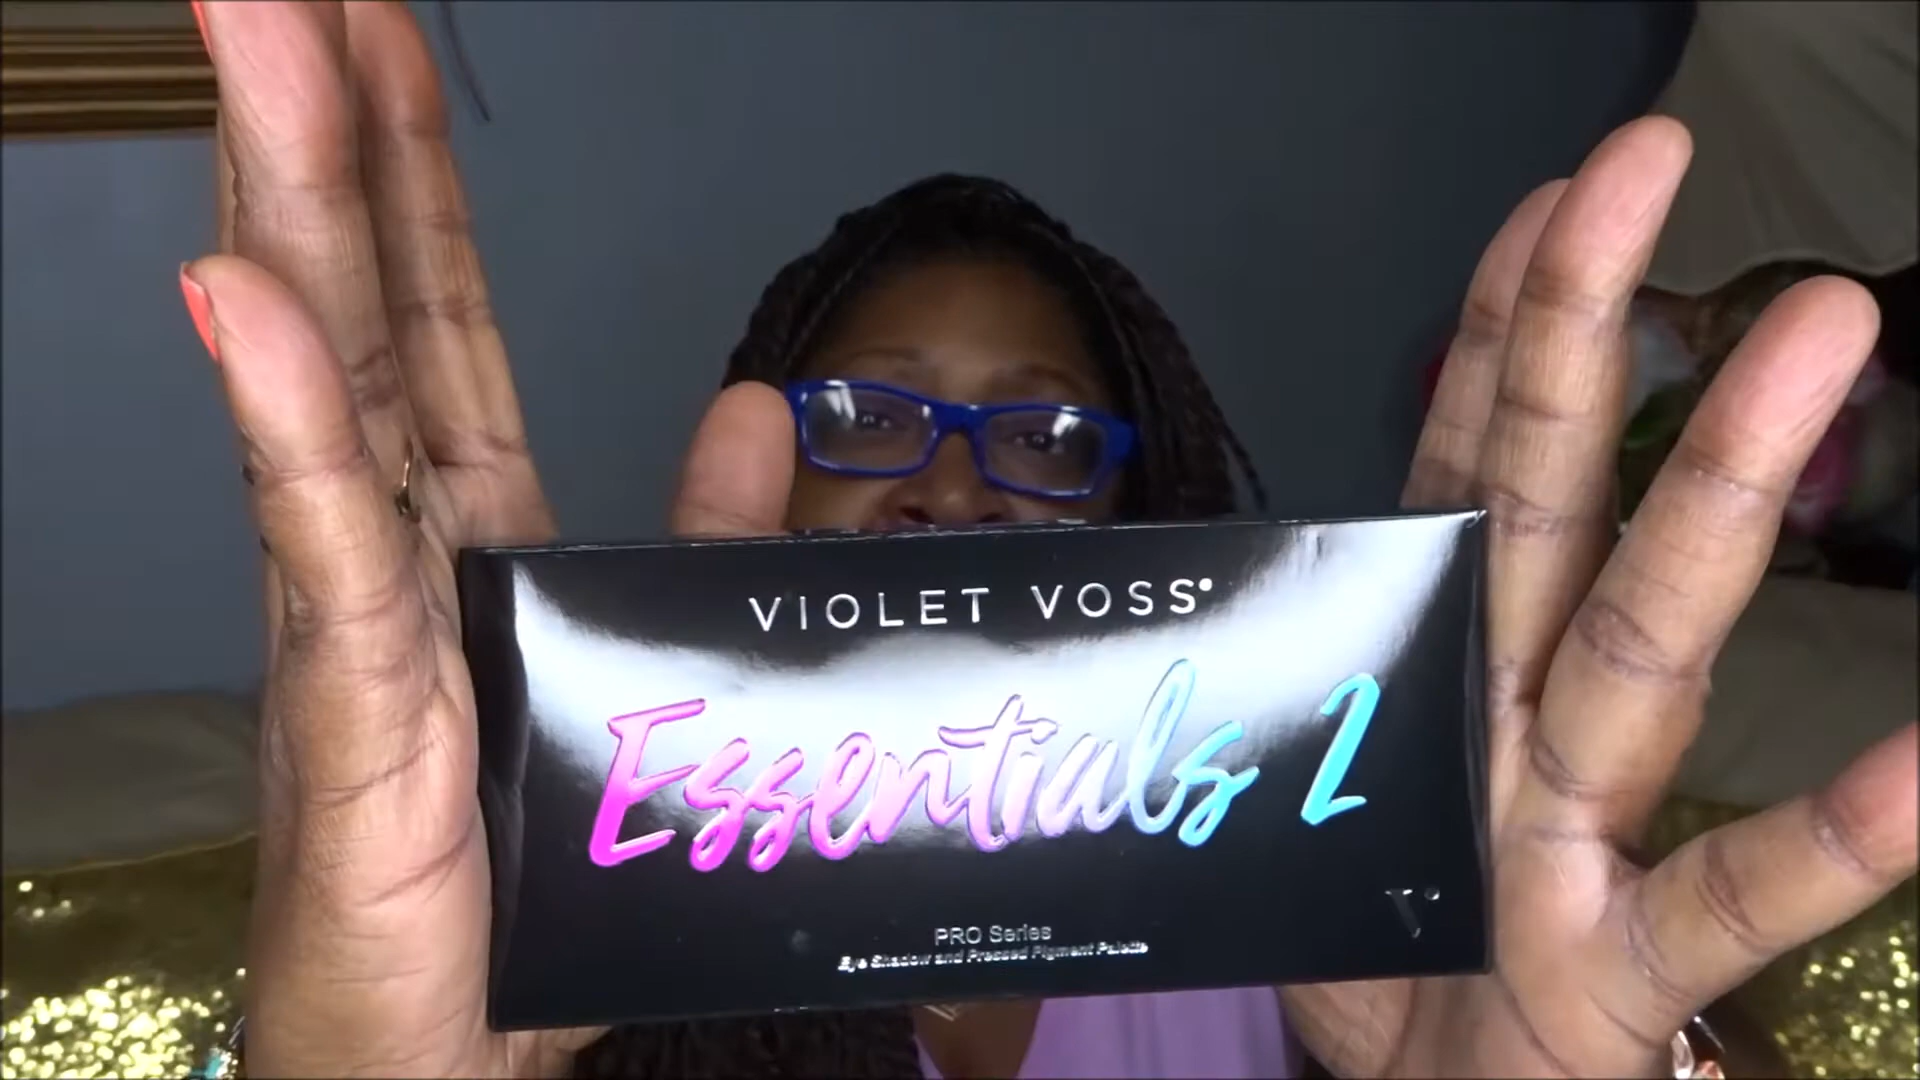 VIOLET VOSS
Essentials 2
PRO Series
Eye Shadow and Pressed Pigment Palette
V